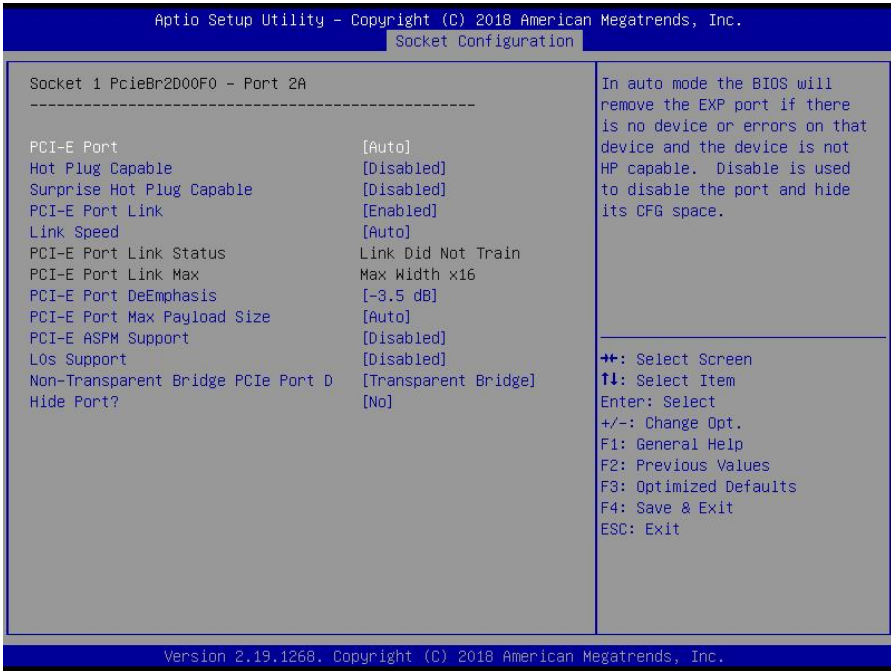 Aptio Setup Utility – Copyright (C) 2018 American Megatrends, Inc.
Socket Configuration
Socket 1 PcieBr2D00F0 – Port 2A
--------------------------------------------------
PCI-E Port [Auto]
Hot Plug Capable [Disabled]
Surprise Hot Plug Capable [Disabled]
PCI-E Port Link [Enabled]
Link Speed [Auto]
PCI-E Port Link Status Link Did Not Train
PCI-E Port Link Max Max Width x16
PCI-E Port DeEmphasis [-3.5 dB]
PCI-E Port Max Payload Size [Auto]
PCI-E ASPM Support [Disabled]
L0s Support [Disabled]
Non-Transparent Bridge PCIe Port D [Transparent Bridge]
Hide Port? [No]
In auto mode the BIOS will
remove the EXP port if there
is no device or errors on that
device and the device is not
HP capable. Disable is used
to disable the port and hide
its CFG space.
→←: Select Screen
↑↓: Select Item
Enter: Select
+/-: Change Opt.
F1: General Help
F2: Previous Values
F3: Optimized Defaults
F4: Save & Exit
ESC: Exit
Version 2.19.1268. Copyright (C) 2018 American Megatrends, Inc.